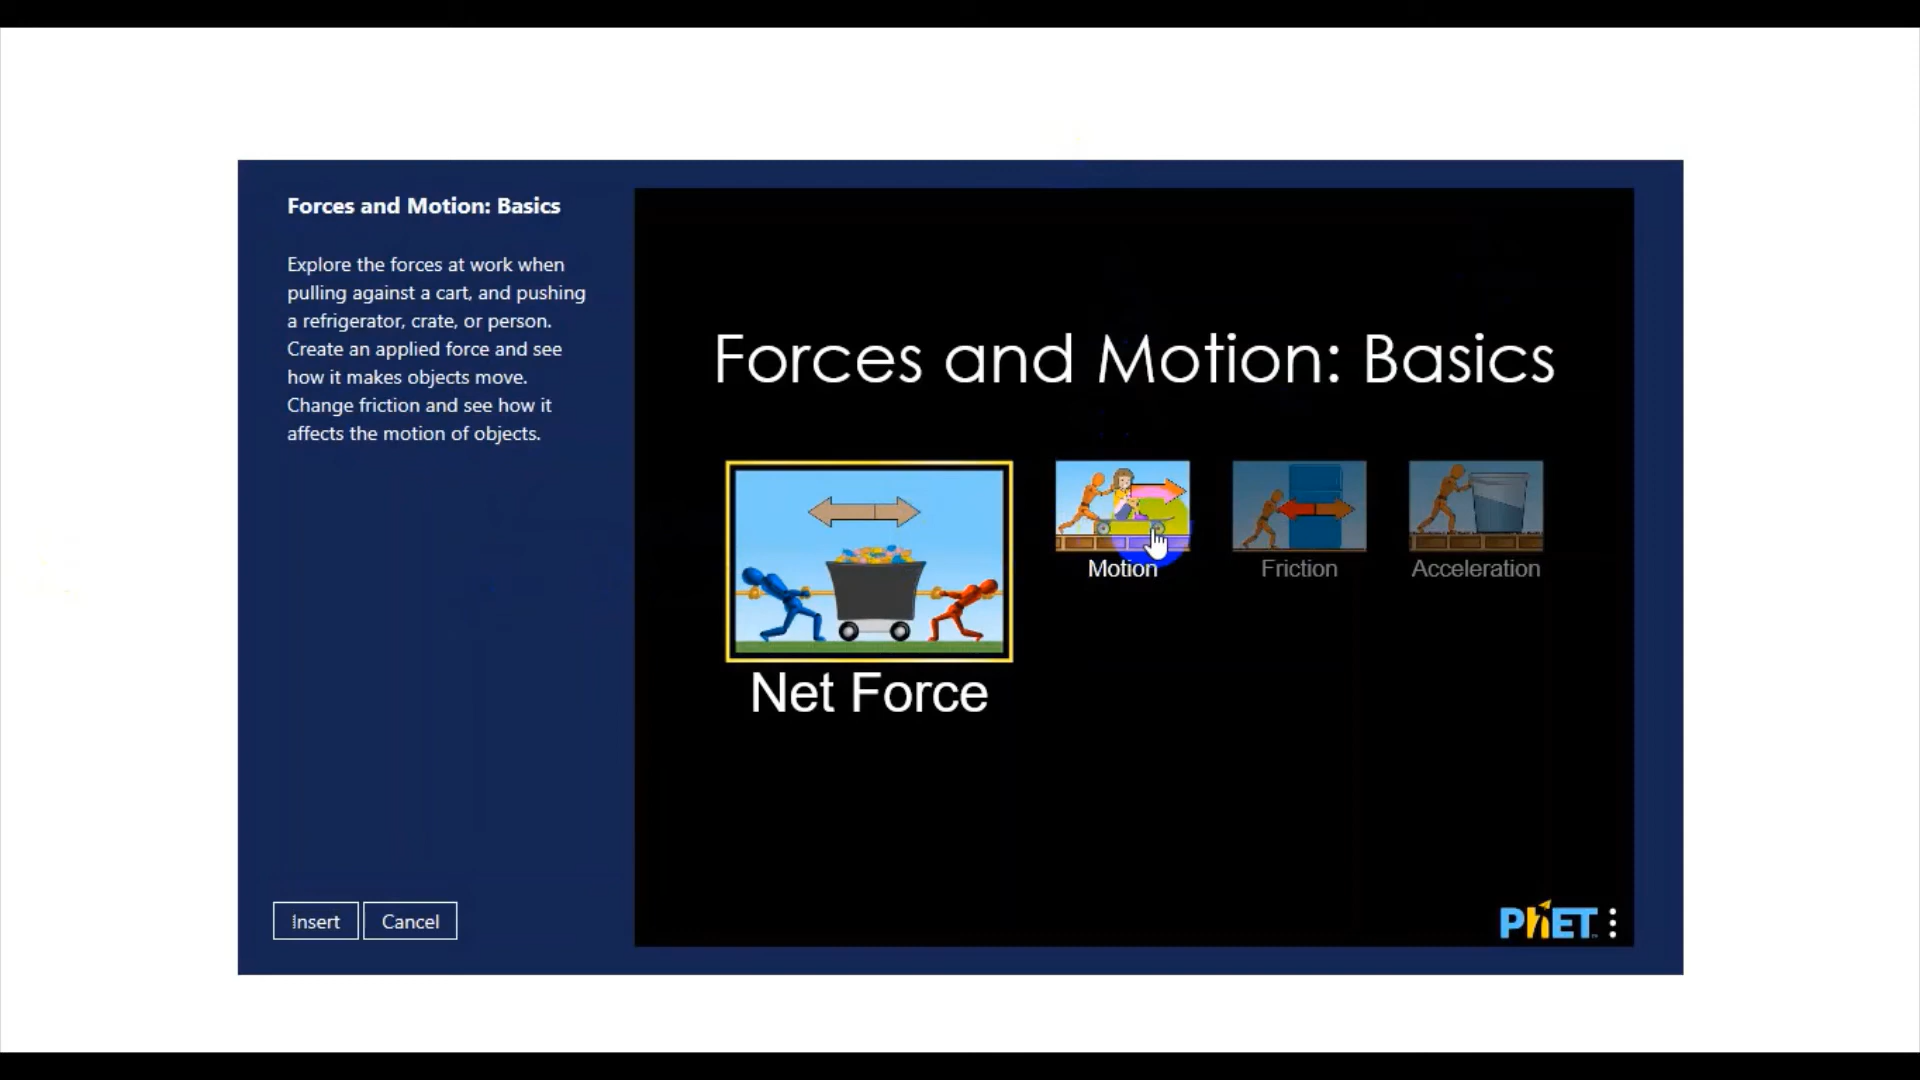 Forces and Motion: Basics
Explore the forces at work when
pulling against a cart, and pushing
a refrigerator, crate, or person.
Create an applied force and see
how it makes objects move.
Change friction and see how it
affects the motion of objects.
Insert
Cancel
Forces and Motion: Basics
Net Force
Motion
Friction
Acceleration
PhET